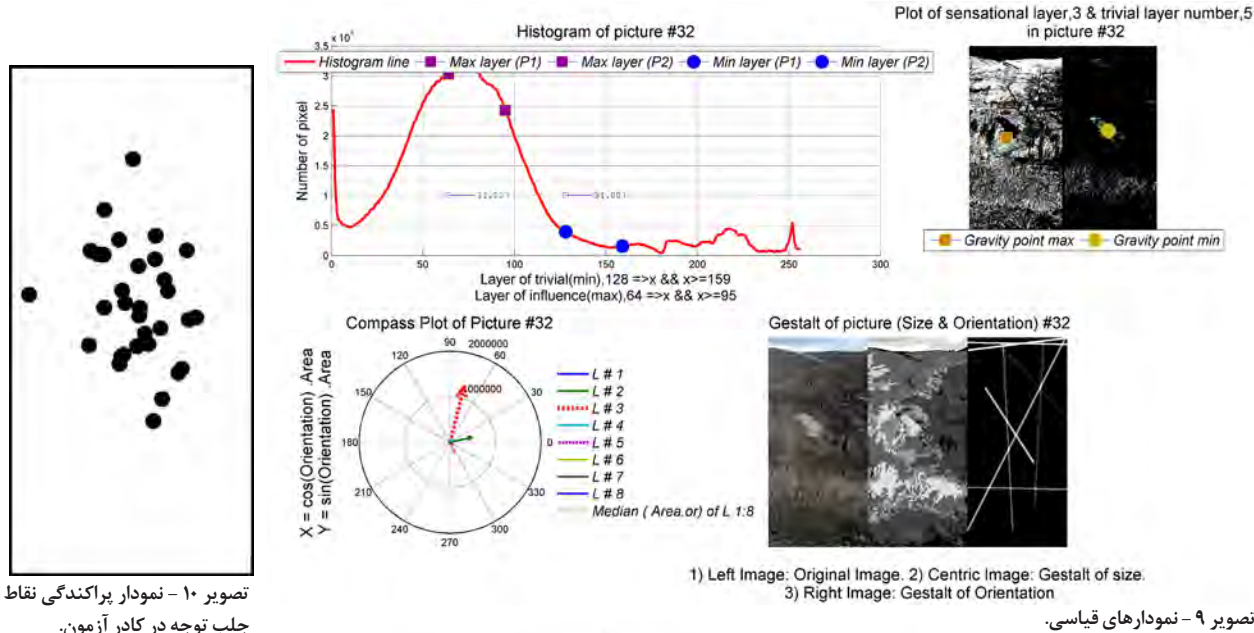 Histogram of picture #32
3.5 x 10
Histogram line
Max layer (P1)
Max layer (P2)
Min layer (P1)
Min layer (P2)
3
2.5
2
1.5
1
0.5
0
Number of pixel
0 50 100 150 200 250 300
Layer of trivial(min),128 =>x && x>=159
Layer of influence(max),64 =>x && x>=95
Plot of sensational layer,3 & trivial layer number,5
in picture #32
Gravity point max
Gravity point min
Compass Plot of Picture #32
X = cos(Orientation) .Area
Y = sin(Orientation) .Area
90
2000000
120
60
1000000
150
30
180
0
210
330
240
300
270
L # 1
L # 2
L # 3
L # 4
L # 5
L # 6
L # 7
L # 8
Median ( Area.or) of L 1:8
Gestalt of picture (Size & Orientation) #32
1) Left Image: Original Image. 2) Centric Image: Gestalt of size.
3) Right Image: Gestalt of Orientation
تصویر ۹ - نمودارهای قیاسی.
تصویر ۱۰ - نمودار پراکندگی نقاط
جلب توجه در کادر آزمون.